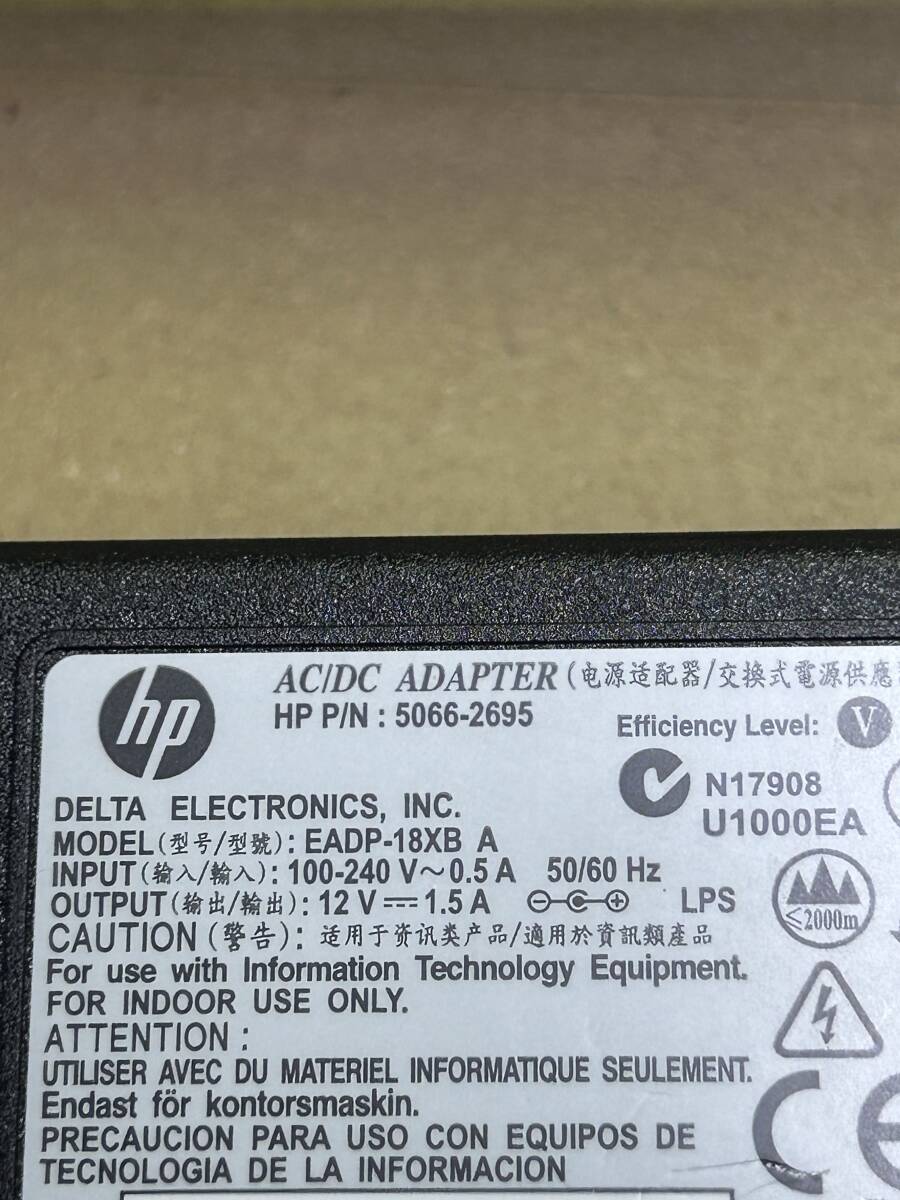 hp
AC/DC ADAPTER (电源适配器/交換式電源供應
HP P/N : 5066-2695
Efficiency Level: V
N17908
U1000EA
DELTA ELECTRONICS, INC.
MODEL (型号/型號): EADP-18XB A
INPUT (输入/輸入): 100-240 V～0.5 A 50/60 Hz
OUTPUT (输出/輸出): 12 V⎓1.5 A LPS
≤2000m
CAUTION (警告): 适用于资讯类产品/適用於資訊類產品
For use with Information Technology Equipment.
FOR INDOOR USE ONLY.
ATTENTION :
UTILISER AVEC DU MATERIEL INFORMATIQUE SEULEMENT.
Endast för kontorsmaskin.
PRECAUCION PARA USO CON EQUIPOS DE
TECNOLOGIA DE LA INFORMACION
CE